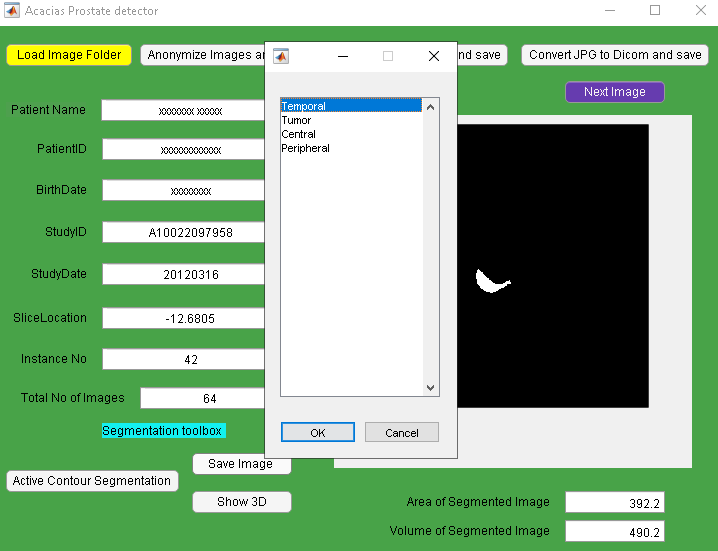 Acacias Prostate detector
Load Image Folder
Anonymize Images an
nd save
Convert JPG to Dicom and save
Next Image
Patient Name
xxxxxxx xxxxx
PatientID
xxxxxxxxxxxx
BirthDate
xxxxxxxx
StudyID
A10022097958
StudyDate
20120316
SliceLocation
-12.6805
Instance No
42
Total No of Images
64
Temporal
Tumor
Central
Peripheral
OK
Cancel
Segmentation toolbox
Save Image
Active Contour Segmentation
Show 3D
Area of Segmented Image
392.2
Volume of Segmented Image
490.2